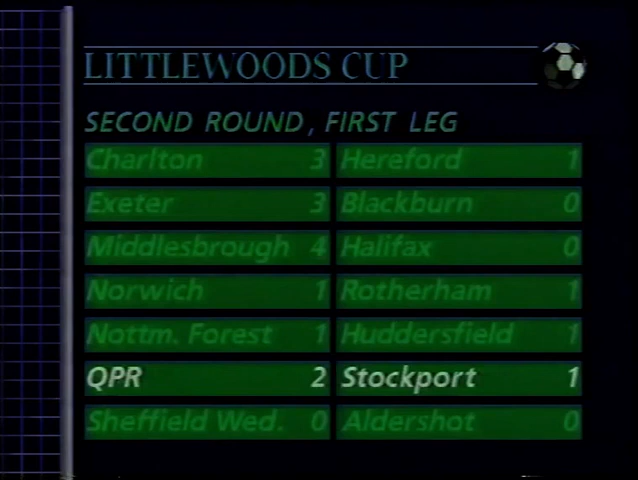 LITTLEWOODS CUP
SECOND ROUND, FIRST LEG
Charlton 3 Hereford 1
Exeter 3 Blackburn 0
Middlesbrough 4 Halifax 0
Norwich 1 Rotherham 1
Nottm. Forest 1 Huddersfield 1
QPR 2 Stockport 1
Sheffield Wed. 0 Aldershot 0